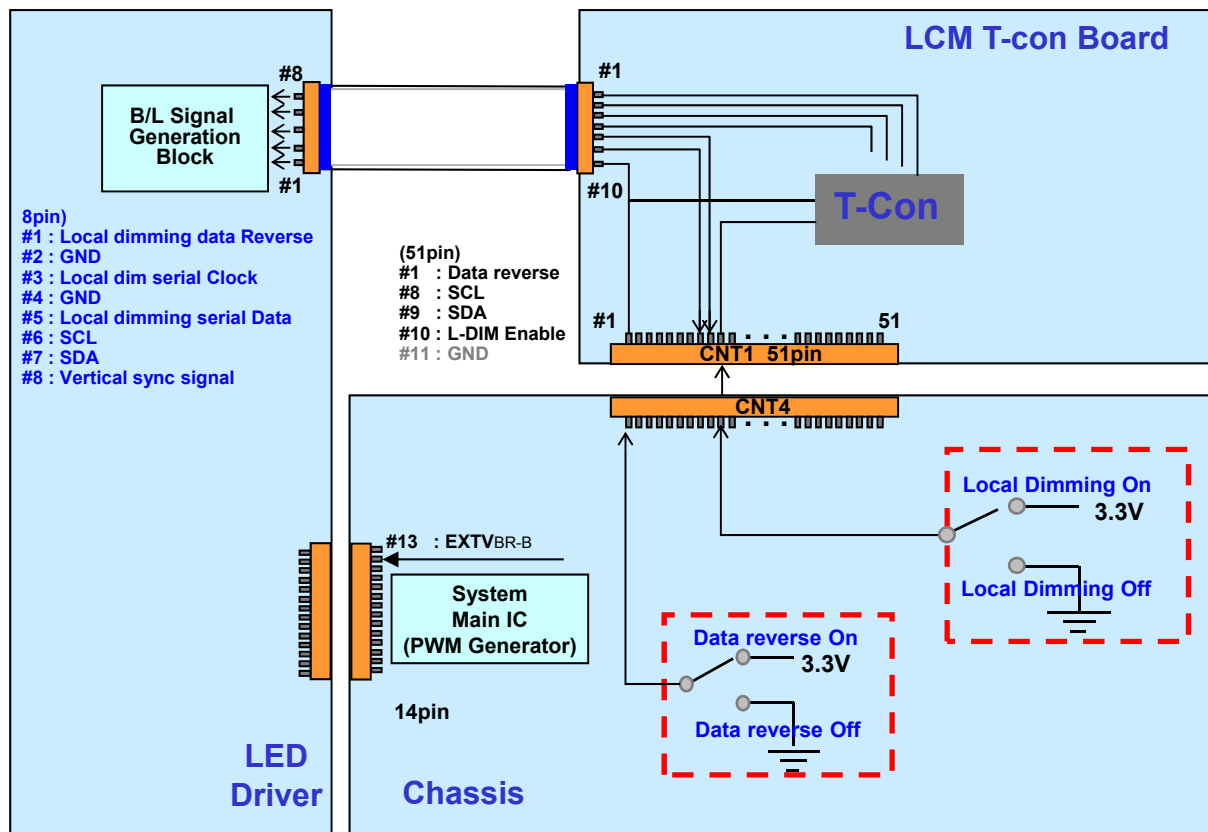 LCM T-con Board
#8
#1
B/L Signal
Generation
Block
#1
#10
T-Con
8pin)
#1 : Local dimming data Reverse
#2 : GND
#3 : Local dim serial Clock
#4 : GND
#5 : Local dimming serial Data
#6 : SCL
#7 : SDA
#8 : Vertical sync signal
(51pin)
#1 : Data reverse
#8 : SCL
#9 : SDA
#10 : L-DIM Enable
#11 : GND
#1
51
CNT1 51pin
CNT4
Local Dimming On
3.3V
Local Dimming Off
#13 : EXTVBR-B
System
Main IC
(PWM Generator)
Data reverse On
3.3V
Data reverse Off
14pin
LED
Driver
Chassis